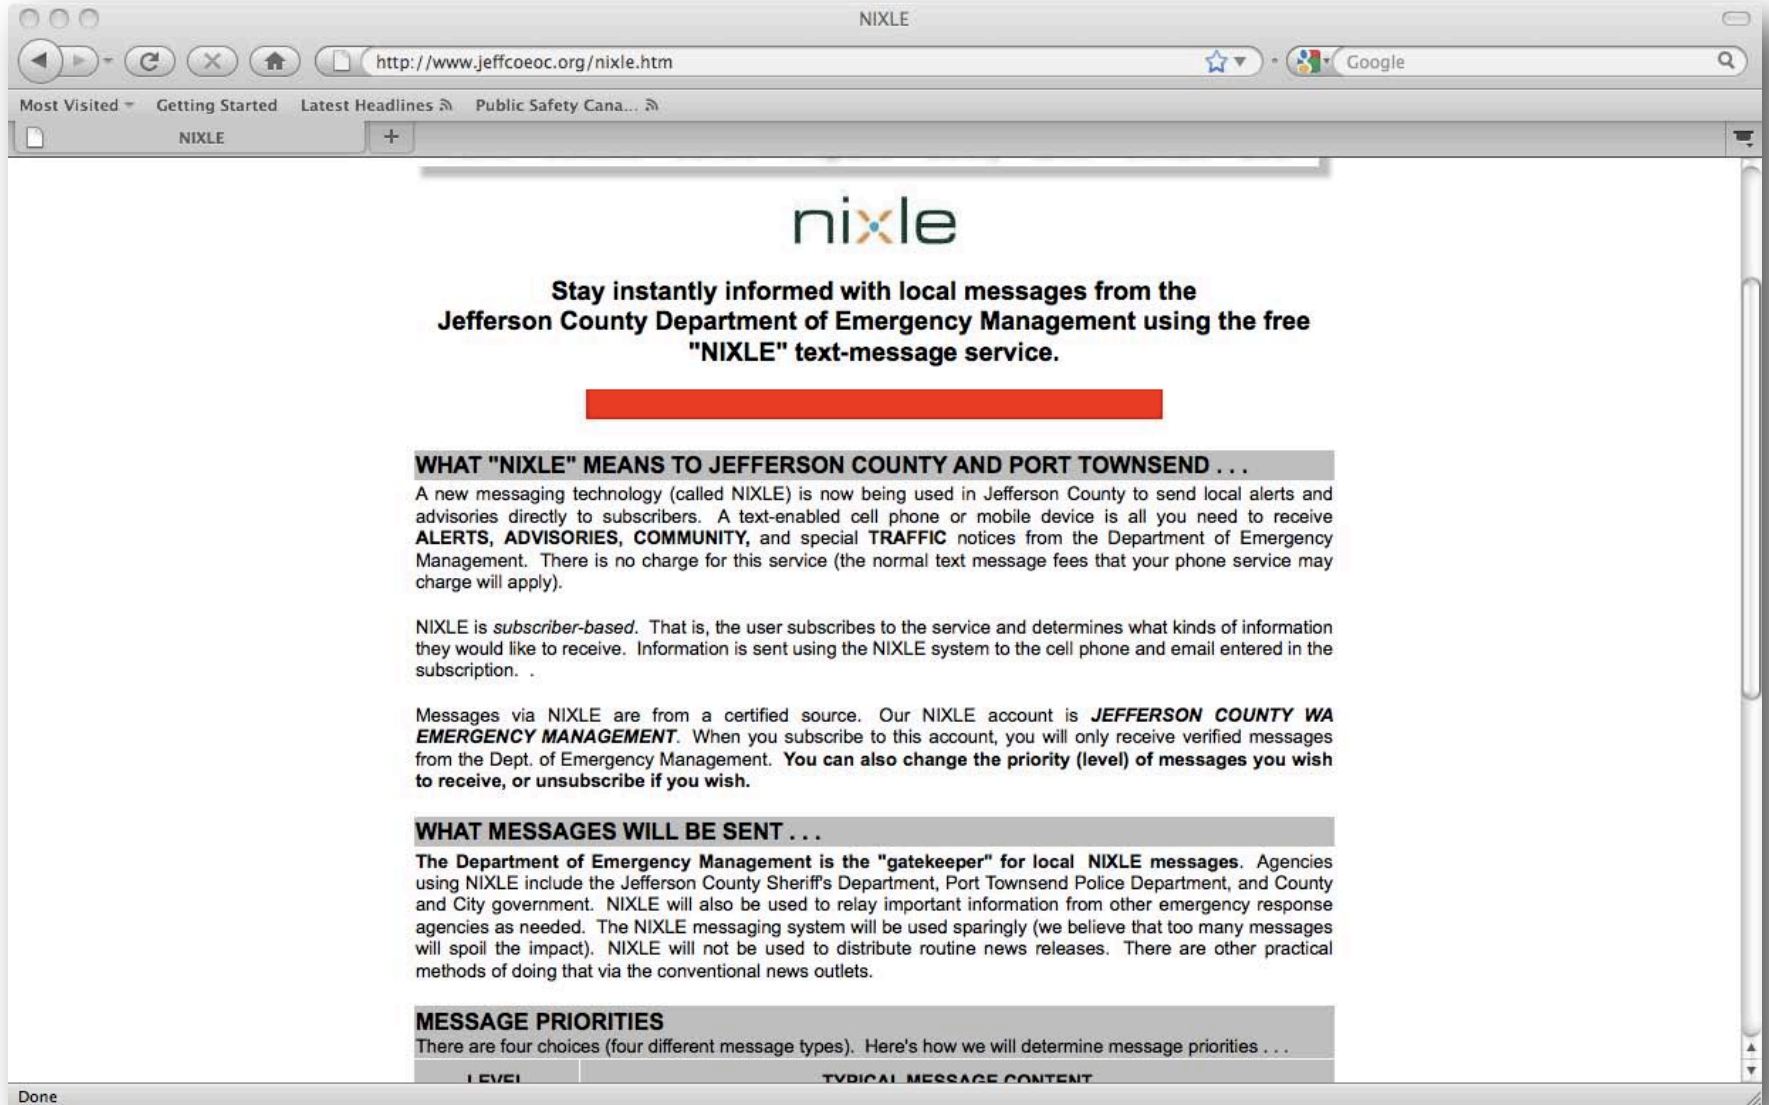 NIXLE
http://www.jeffcoeoc.org/nixle.htm
Google
Most Visited Getting Started Latest Headlines Public Safety Cana...
NIXLE
nixle
Stay instantly informed with local messages from the
Jefferson County Department of Emergency Management using the free
"NIXLE" text-message service.
WHAT "NIXLE" MEANS TO JEFFERSON COUNTY AND PORT TOWNSEND . . .
A new messaging technology (called NIXLE) is now being used in Jefferson County to send local alerts and
advisories directly to subscribers. A text-enabled cell phone or mobile device is all you need to receive
ALERTS, ADVISORIES, COMMUNITY, and special TRAFFIC notices from the Department of Emergency
Management. There is no charge for this service (the normal text message fees that your phone service may
charge will apply).
NIXLE is subscriber-based. That is, the user subscribes to the service and determines what kinds of information
they would like to receive. Information is sent using the NIXLE system to the cell phone and email entered in the
subscription. .
Messages via NIXLE are from a certified source. Our NIXLE account is JEFFERSON COUNTY WA
EMERGENCY MANAGEMENT. When you subscribe to this account, you will only receive verified messages
from the Dept. of Emergency Management. You can also change the priority (level) of messages you wish
to receive, or unsubscribe if you wish.
WHAT MESSAGES WILL BE SENT . . .
The Department of Emergency Management is the "gatekeeper" for local NIXLE messages. Agencies
using NIXLE include the Jefferson County Sheriff's Department, Port Townsend Police Department, and County
and City government. NIXLE will also be used to relay important information from other emergency response
agencies as needed. The NIXLE messaging system will be used sparingly (we believe that too many messages
will spoil the impact). NIXLE will not be used to distribute routine news releases. There are other practical
methods of doing that via the conventional news outlets.
MESSAGE PRIORITIES
There are four choices (four different message types). Here's how we will determine message priorities . . .
LEVEL TYPICAL MESSAGE CONTENT
Done